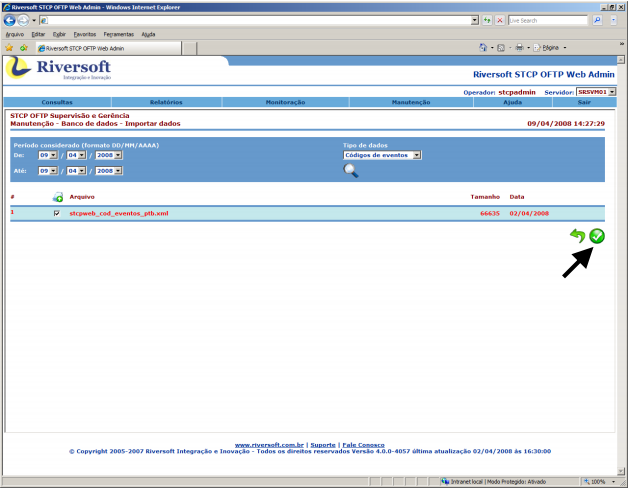 Riversoft STCP OFTP Web Admin - Windows Internet Explorer
Live Search
Arquivo Editar Exibir Favoritos Ferramentas Ajuda
Riversoft STCP OFTP Web Admin
Página
Riversoft
Integração e Inovação
Riversoft STCP OFTP Web Admin
Operador: stcpadmin Servidor: SRSVM01
Consultas Relatórios Monitoração Manutenção Ajuda Sair
STCP OFTP Supervisão e Gerência
Manutenção - Banco de dados - Importar dados 09/04/2008 14:27:29
Período considerado (formato DD/MM/AAAA) Tipo de dados
De: 09 / 04 / 2008 Códigos de eventos
Até: 09 / 04 / 2008
# Arquivo Tamanho Data
1 stcpweb_cod_eventos_ptb.xml 66635 02/04/2008
www.riversoft.com.br | Suporte | Fale Conosco
© Copyright 2005-2007 Riversoft Integração e Inovação - Todos os direitos reservados Versão 4.0.0-4057 última atualização 02/04/2008 às 16:30:00
Intranet local | Modo Protegido: Ativado 100%